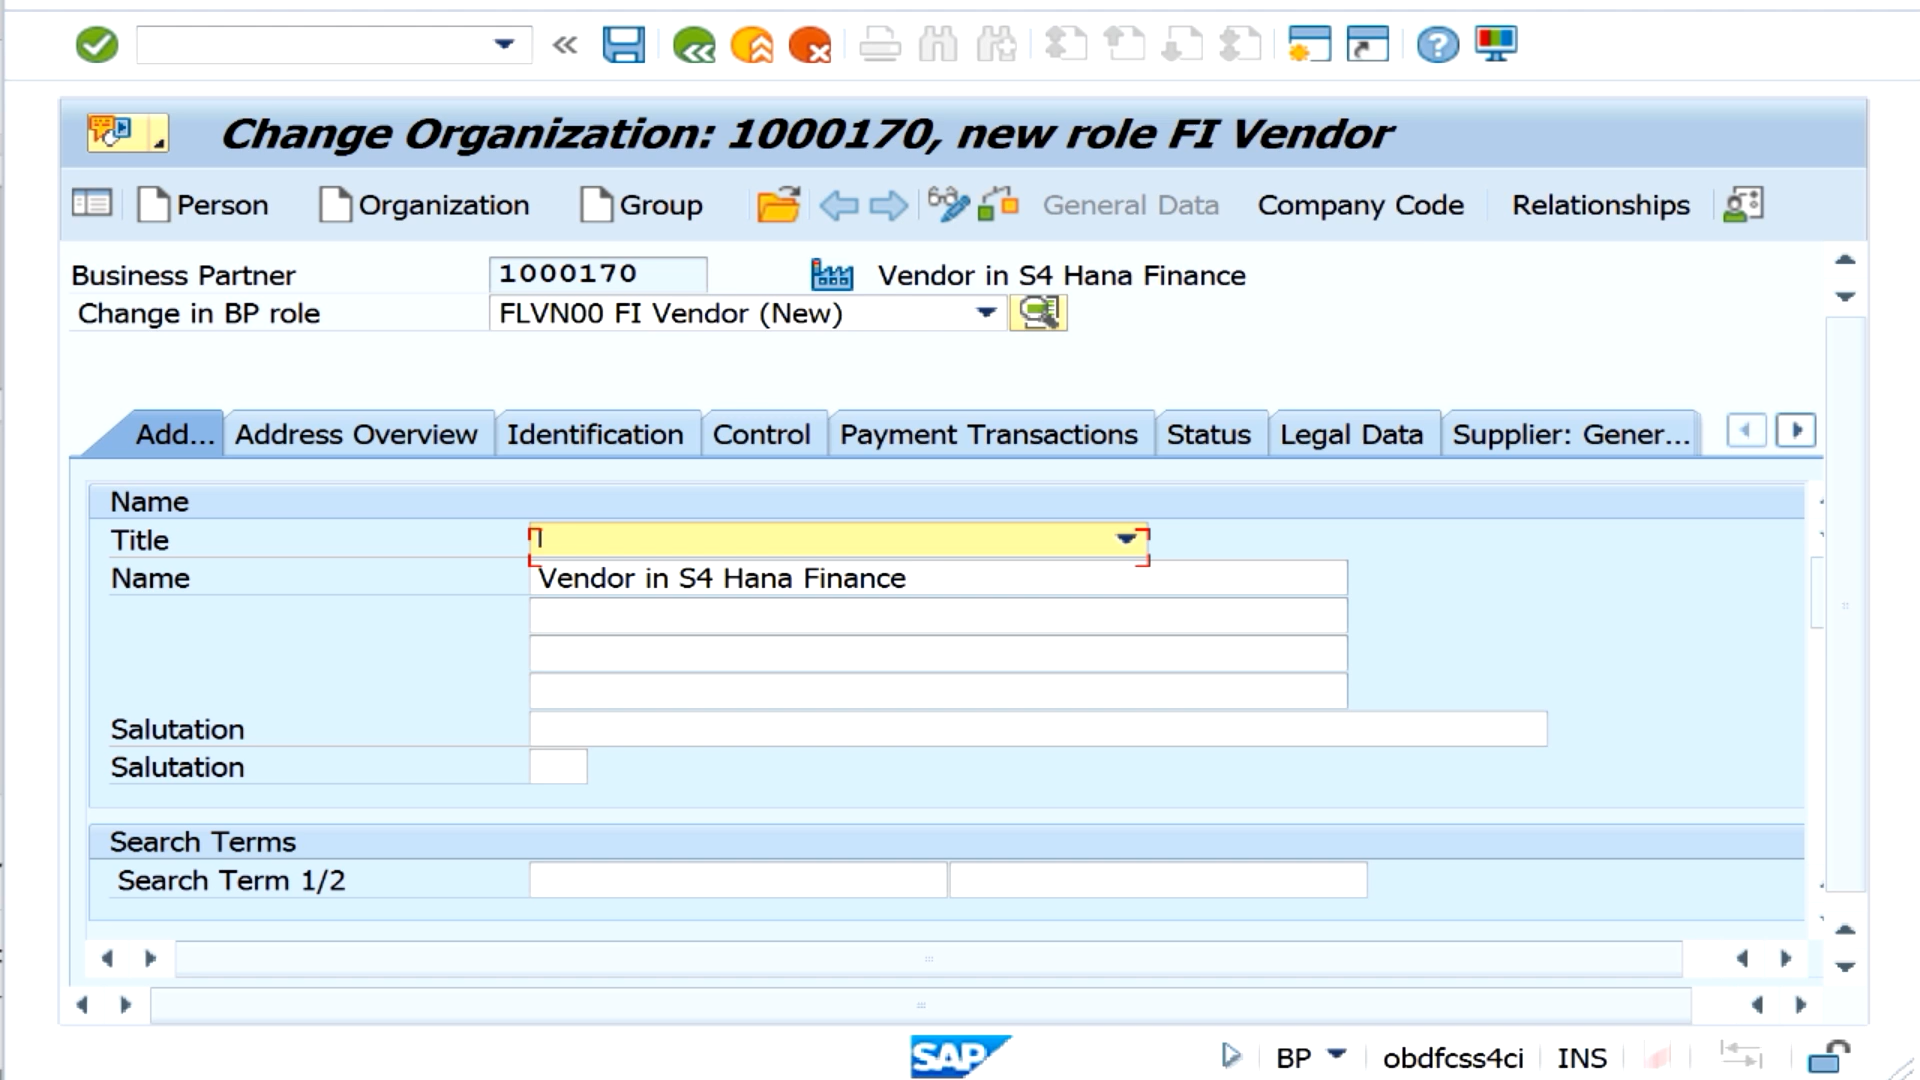 Change Organization: 1000170, new role FI Vendor
Person Organization Group General Data Company Code Relationships
Business Partner 1000170 Vendor in S4 Hana Finance
Change in BP role FLVN00 FI Vendor (New)
Add... Address Overview Identification Control Payment Transactions Status Legal Data Supplier: Gener...
Name
Title
Name Vendor in S4 Hana Finance
Salutation
Salutation
Search Terms
Search Term 1/2
SAP BP obdfcss4ci INS